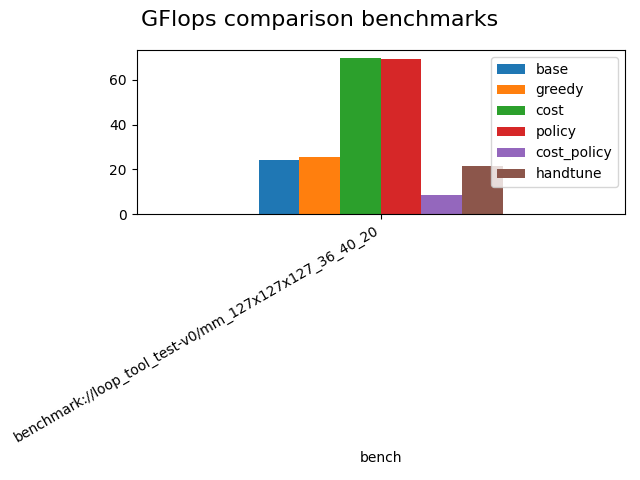 GFlops comparison benchmarks
60
40
20
0
base
greedy
cost
policy
cost_policy
handtune
benchmark://loop_tool_test-v0/mm_127x127x127_36_40_20
bench